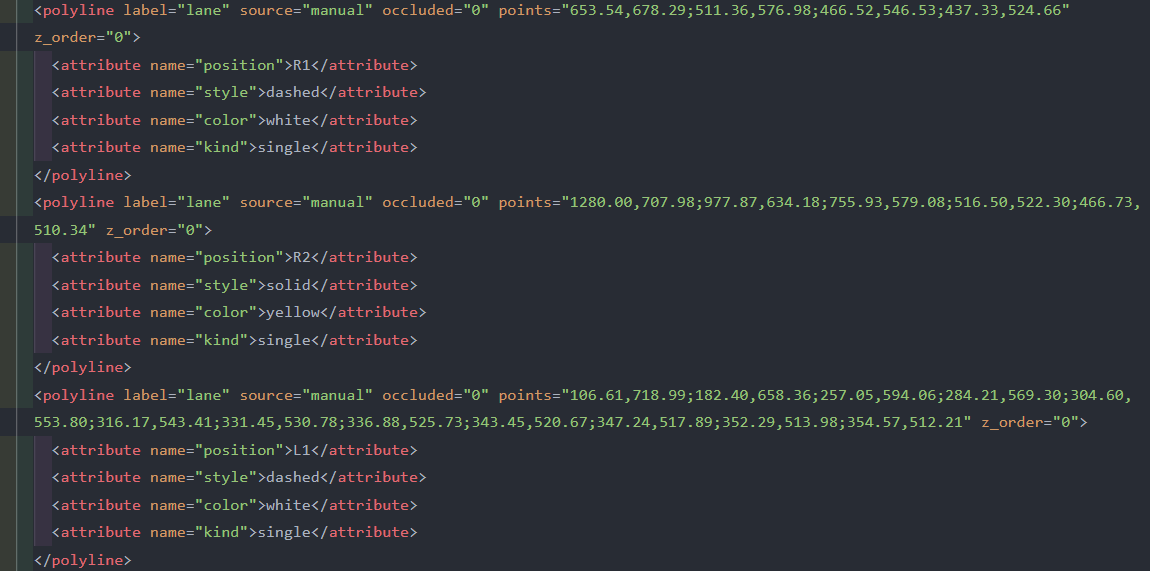 <polyline label="lane" source="manual" occluded="0" points="653.54,678.29;511.36,576.98;466.52,546.53;437.33,524.66"
z_order="0">
<attribute name="position">R1</attribute>
<attribute name="style">dashed</attribute>
<attribute name="color">white</attribute>
<attribute name="kind">single</attribute>
</polyline>
<polyline label="lane" source="manual" occluded="0" points="1280.00,707.98;977.87,634.18;755.93,579.08;516.50,522.30;466.73,
510.34" z_order="0">
<attribute name="position">R2</attribute>
<attribute name="style">solid</attribute>
<attribute name="color">yellow</attribute>
<attribute name="kind">single</attribute>
</polyline>
<polyline label="lane" source="manual" occluded="0" points="106.61,718.99;182.40,658.36;257.05,594.06;284.21,569.30;304.60,
553.80;316.17,543.41;331.45,530.78;336.88,525.73;343.45,520.67;347.24,517.89;352.29,513.98;354.57,512.21" z_order="0">
<attribute name="position">L1</attribute>
<attribute name="style">dashed</attribute>
<attribute name="color">white</attribute>
<attribute name="kind">single</attribute>
</polyline>